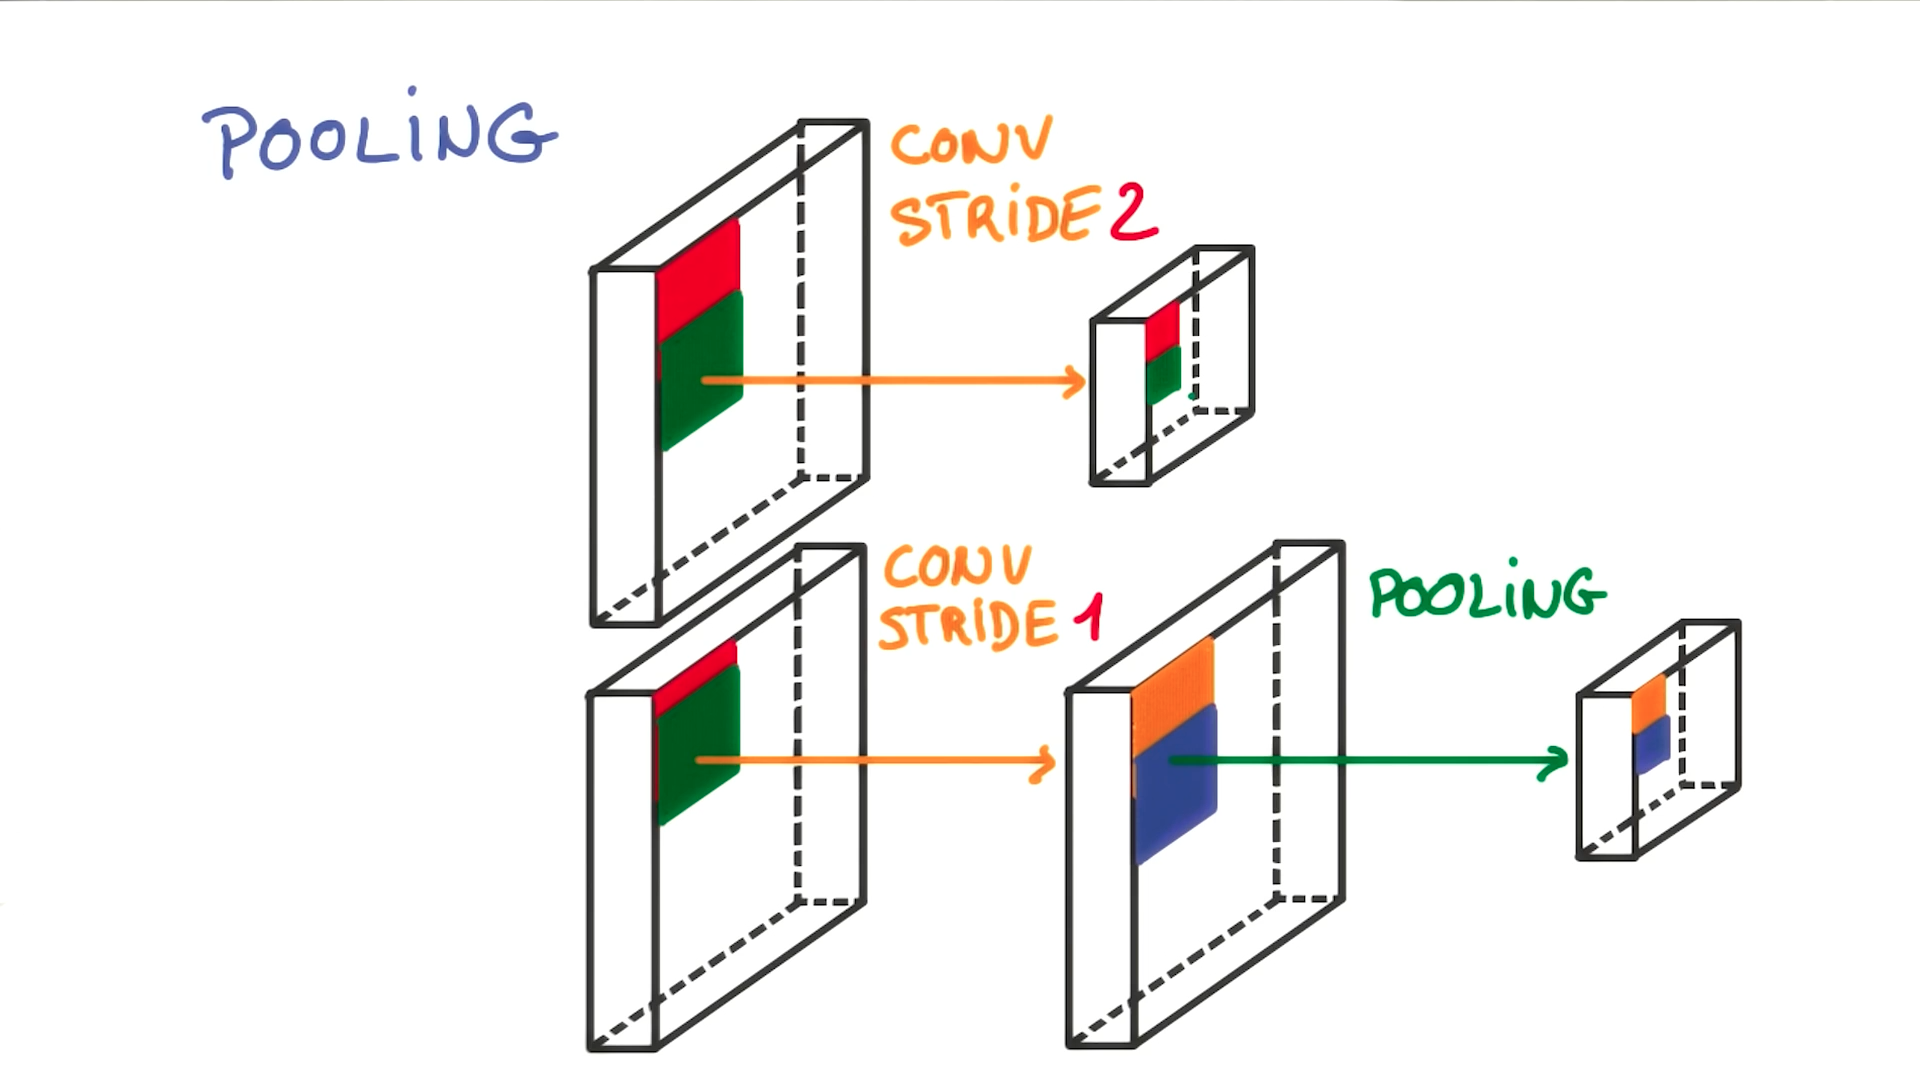 POOLiNG
CONV
STRiDE 2
CONV
STRiDE 1
POOLiNG